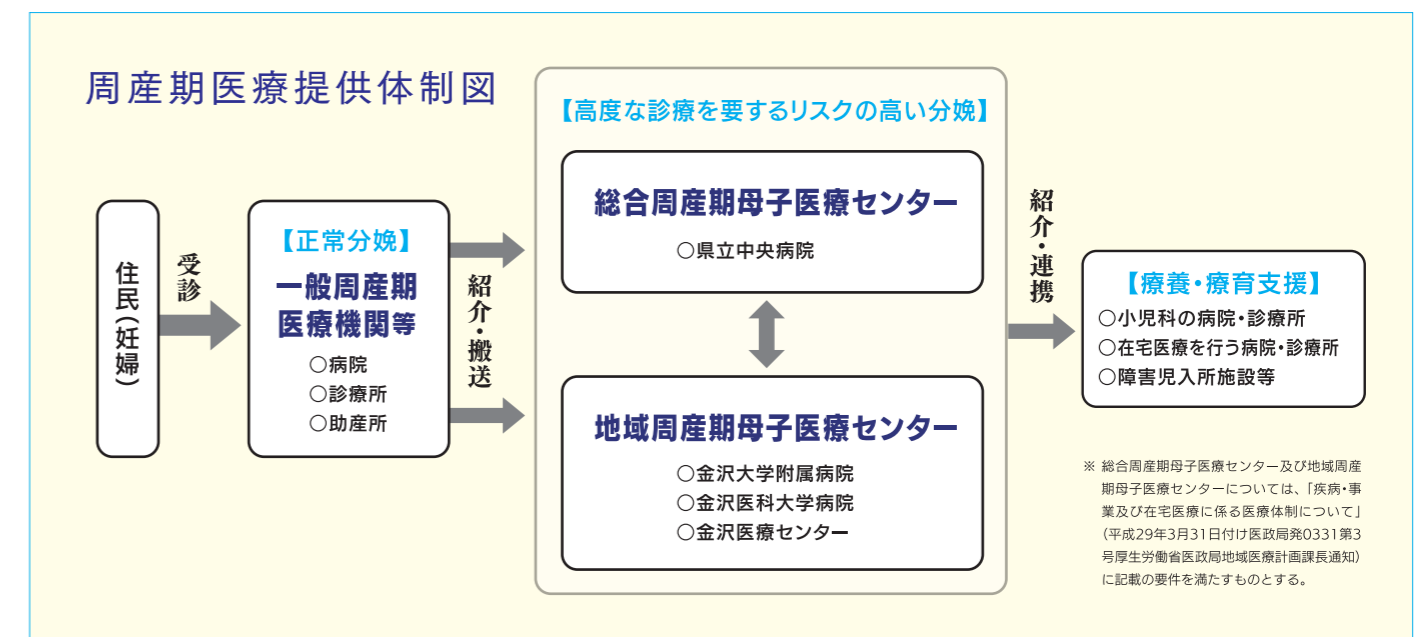 周産期医療提供体制図
住民(妊婦)
受診
【正常分娩】
一般周産期
医療機関等
○病院
○診療所
○助産所
紹介・搬送
【高度な診療を要するリスクの高い分娩】
総合周産期母子医療センター
○県立中央病院
地域周産期母子医療センター
○金沢大学附属病院
○金沢医科大学病院
○金沢医療センター
紹介・連携
【療養・療育支援】
○小児科の病院・診療所
○在宅医療を行う病院・診療所
○障害児入所施設等
※ 総合周産期母子医療センター及び地域周産
期母子医療センターについては、「疾病・事
業及び在宅医療に係る医療体制について」
(平成29年3月31日付け医政局発0331第3
号厚生労働省医政局地域医療計画課長通知)
に記載の要件を満たすものとする。